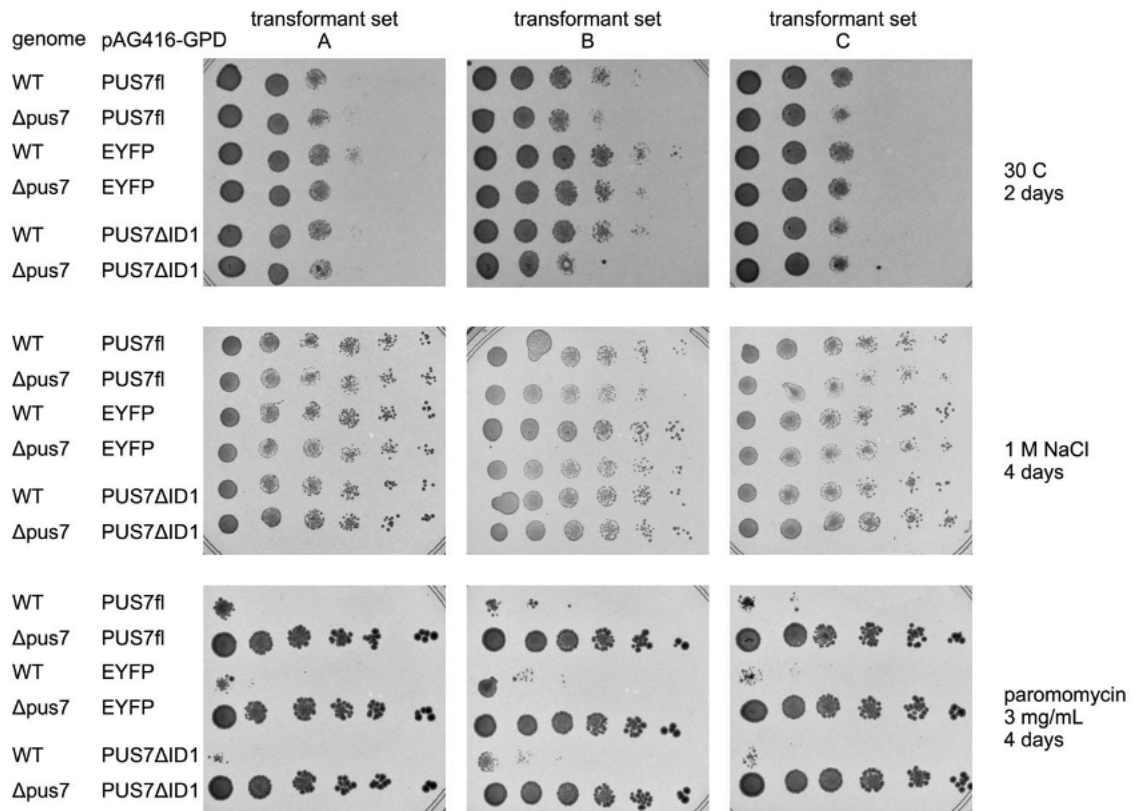 transformant set transformant set transformant set
genome pAG416-GPD A B C
WT PUS7fl
Δpus7 PUS7fl
WT EYFP
Δpus7 EYFP
WT PUS7ΔID1
Δpus7 PUS7ΔID1
30 C
2 days
WT PUS7fl
Δpus7 PUS7fl
WT EYFP
Δpus7 EYFP
WT PUS7ΔID1
Δpus7 PUS7ΔID1
1 M NaCl
4 days
WT PUS7fl
Δpus7 PUS7fl
WT EYFP
Δpus7 EYFP
WT PUS7ΔID1
Δpus7 PUS7ΔID1
paromomycin
3 mg/mL
4 days